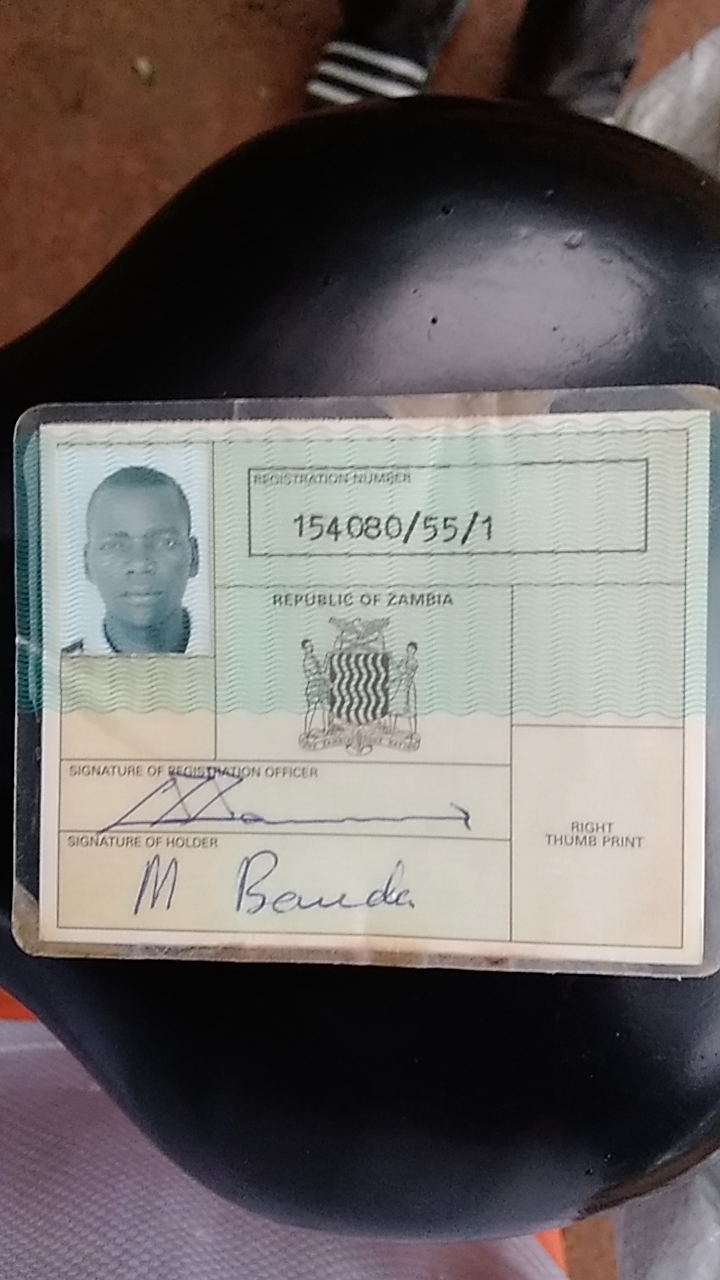 REGISTRATION NUMBER
154080/55/1
REPUBLIC OF ZAMBIA
SIGNATURE OF REGISTRATION OFFICER
SIGNATURE OF HOLDER
M Banda
RIGHT
THUMB PRINT